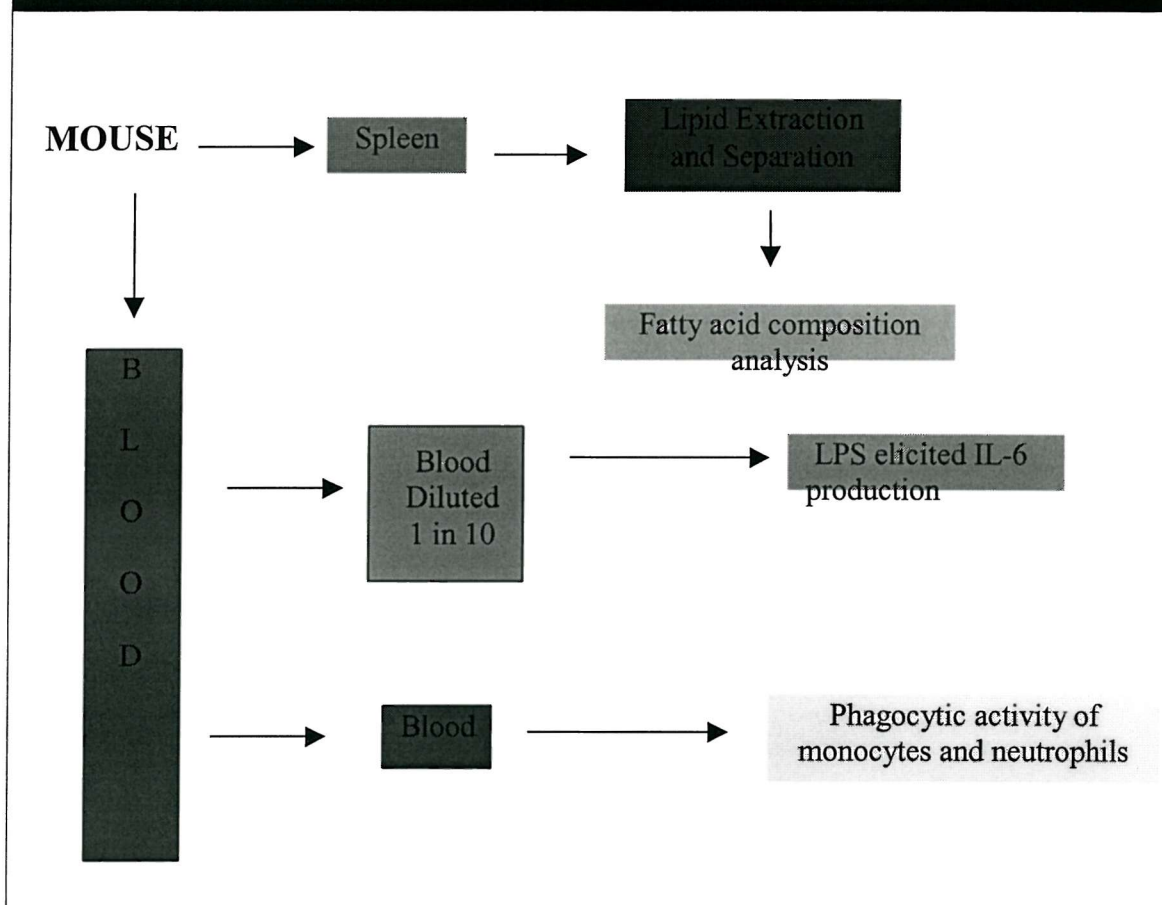 MOUSE
Spleen
Lipid Extraction
and Separation
Fatty acid composition
analysis
B
L
O
O
D
Blood
Diluted
1 in 10
LPS elicited IL-6
production
Blood
Phagocytic activity of
monocytes and neutrophils